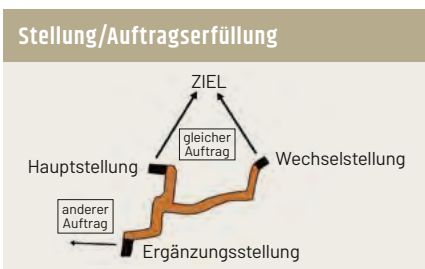 Stellung/Auftragserfüllung
ZIEL
gleicher
Auftrag
Hauptstellung
Wechselstellung
anderer
Auftrag
Ergänzungsstellung